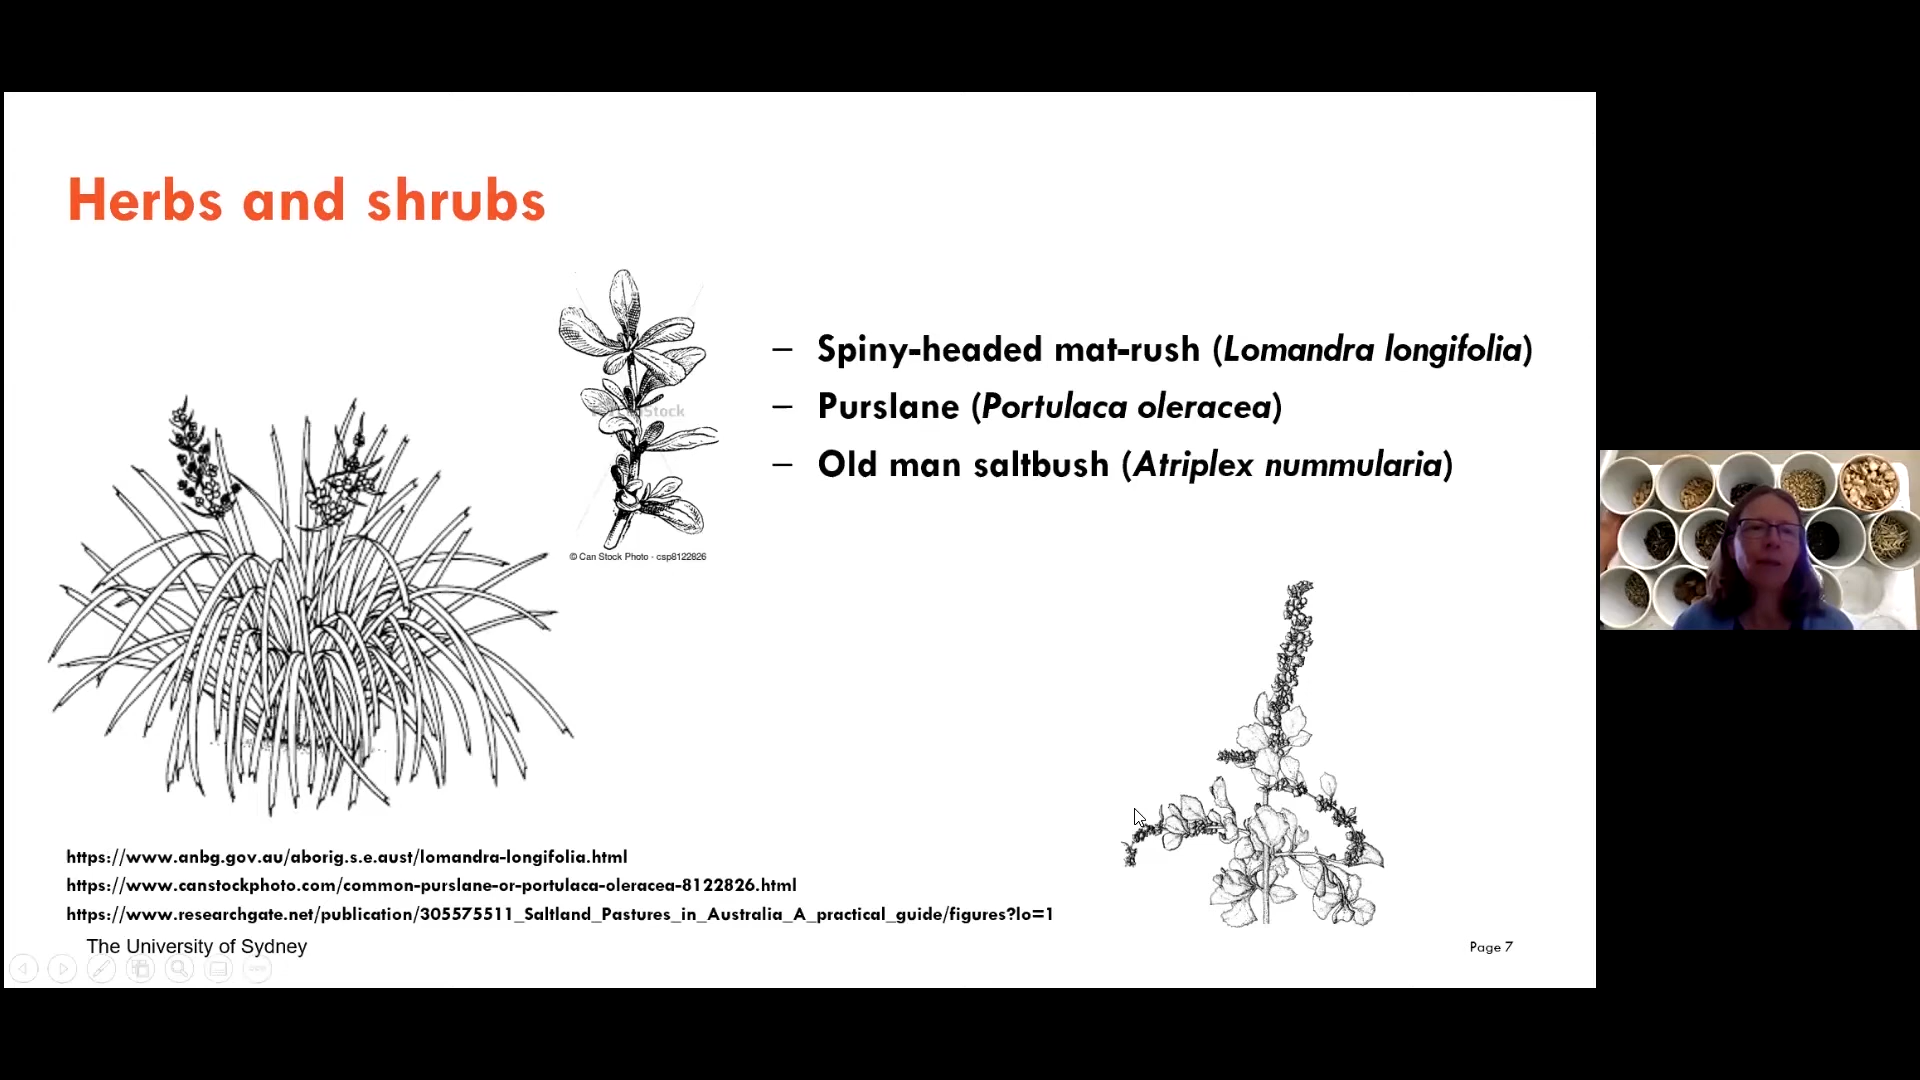 Herbs and shrubs
– Spiny-headed mat-rush (Lomandra longifolia)
– Purslane (Portulaca oleracea)
– Old man saltbush (Atriplex nummularia)
© Can Stock Photo - csp8122826
https://www.anbg.gov.au/aborig.s.e.aust/lomandra-longifolia.html
https://www.canstockphoto.com/common-purslane-or-portulaca-oleracea-8122826.html
https://www.researchgate.net/publication/305575511_Saltland_Pastures_in_Australia_A_practical_guide/figures?lo=1
The University of Sydney
Page 7